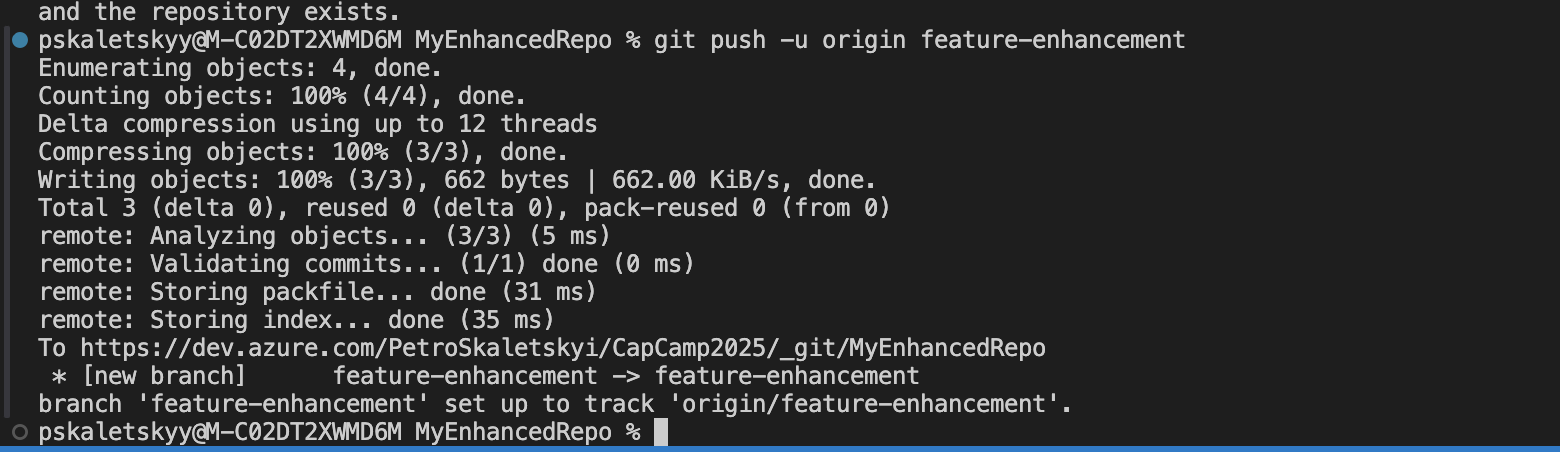 and the repository exists.
pskaletskyy@M-C02DT2XWMD6M MyEnhancedRepo % git push -u origin feature-enhancement
Enumerating objects: 4, done.
Counting objects: 100% (4/4), done.
Delta compression using up to 12 threads
Compressing objects: 100% (3/3), done.
Writing objects: 100% (3/3), 662 bytes | 662.00 KiB/s, done.
Total 3 (delta 0), reused 0 (delta 0), pack-reused 0 (from 0)
remote: Analyzing objects... (3/3) (5 ms)
remote: Validating commits... (1/1) done (0 ms)
remote: Storing packfile... done (31 ms)
remote: Storing index... done (35 ms)
To https://dev.azure.com/PetroSkaletskyi/CapCamp2025/_git/MyEnhancedRepo
 * [new branch]      feature-enhancement -> feature-enhancement
branch 'feature-enhancement' set up to track 'origin/feature-enhancement'.
pskaletskyy@M-C02DT2XWMD6M MyEnhancedRepo %